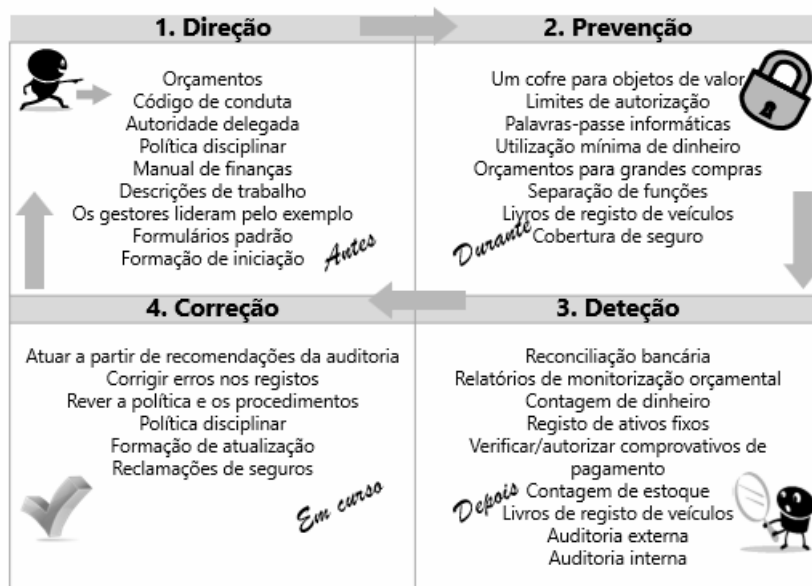 1. Direção
Orçamentos
Código de conduta
Autoridade delegada
Política disciplinar
Manual de finanças
Descrições de trabalho
Os gestores lideram pelo exemplo
Formulários padrão
Formação de iniciação
Antes
2. Prevenção
Um cofre para objetos de valor
Limites de autorização
Palavras-passe informáticas
Utilização mínima de dinheiro
Orçamentos para grandes compras
Separação de funções
Livros de registo de veículos
Cobertura de seguro
Durante
4. Correção
Atuar a partir de recomendações da auditoria
Corrigir erros nos registos
Rever a política e os procedimentos
Política disciplinar
Formação de atualização
Reclamações de seguros
Em curso
3. Deteção
Reconciliação bancária
Relatórios de monitorização orçamental
Contagem de dinheiro
Registo de ativos fixos
Verificar/autorizar comprovativos de
pagamento
Contagem de estoque
Livros de registo de veículos
Auditoria externa
Auditoria interna
Depois